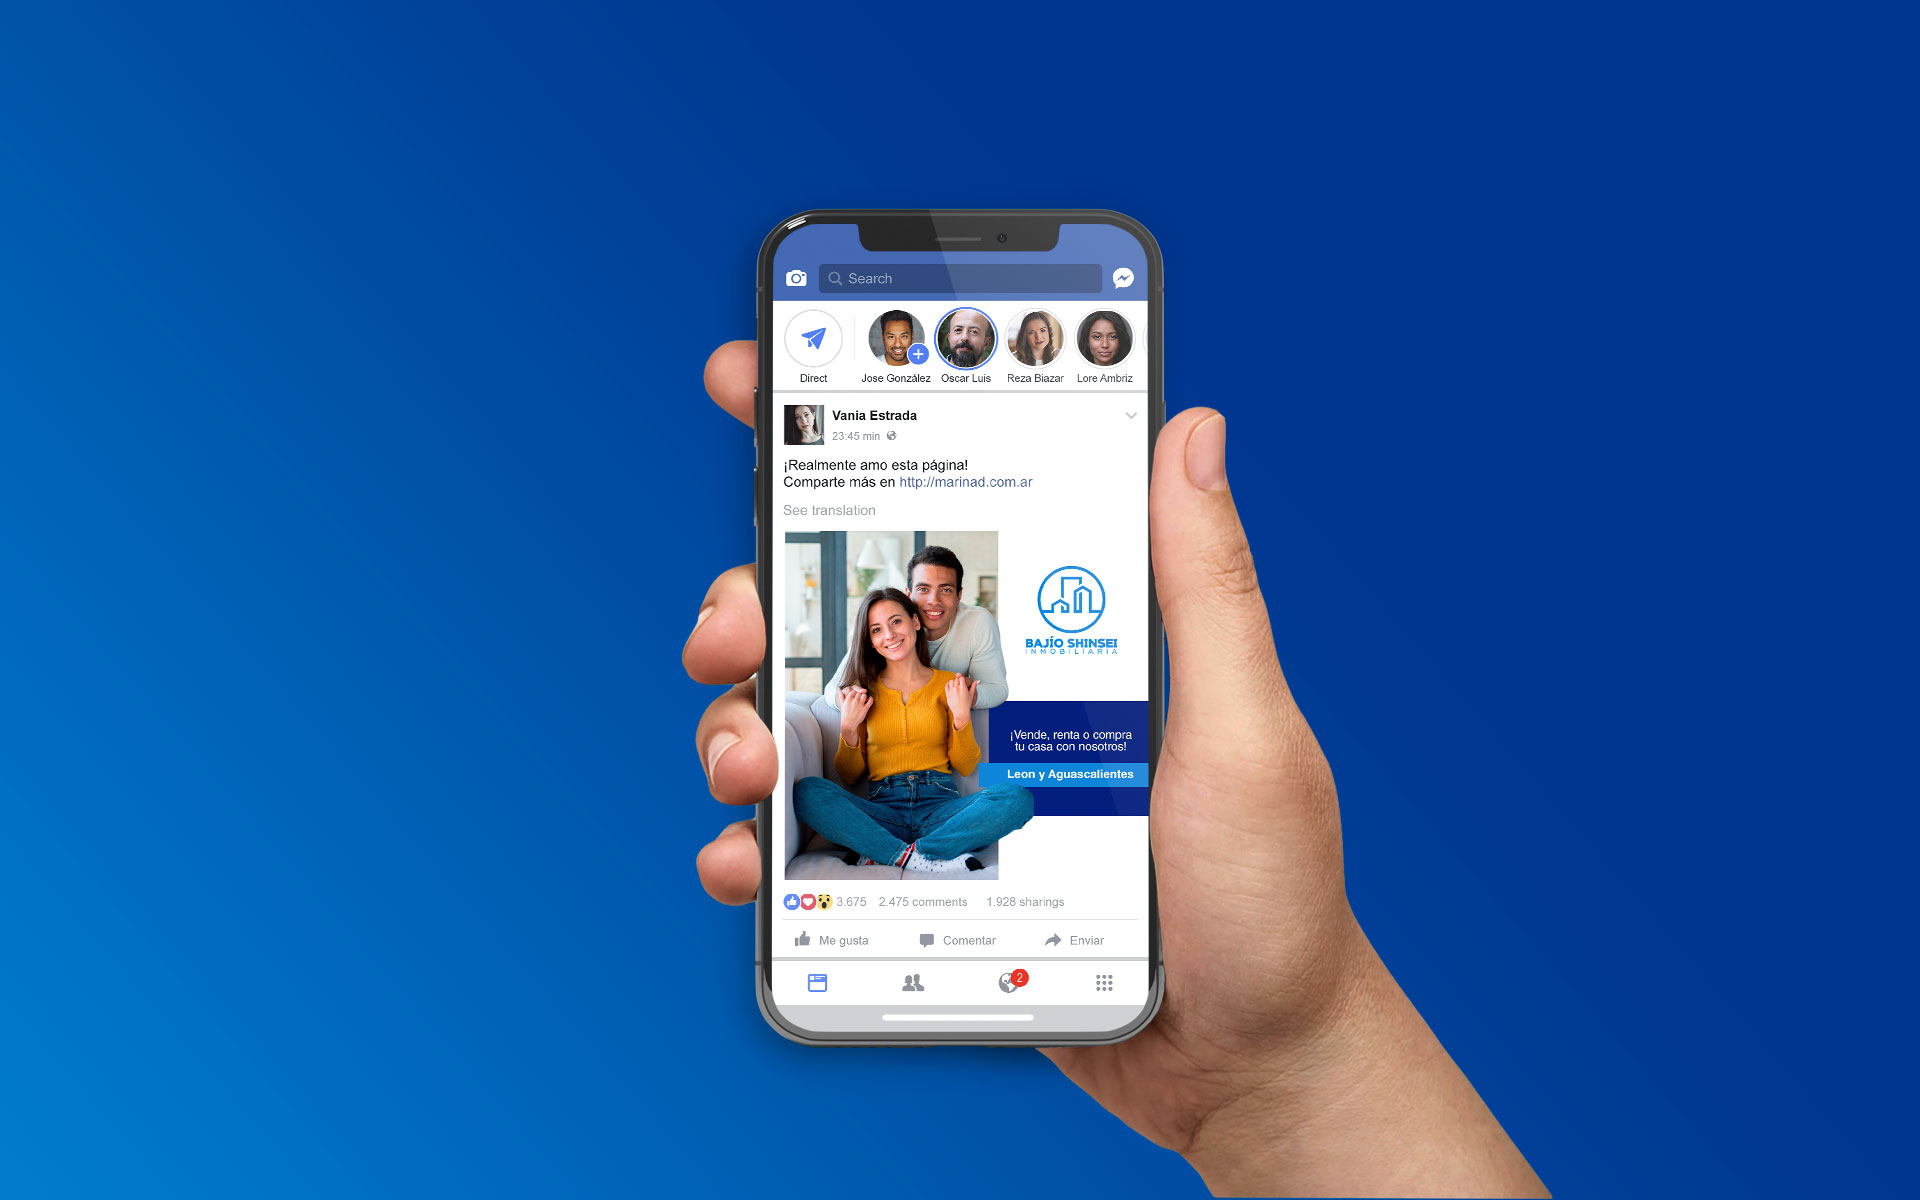 Search
Direct
Jose González
Oscar Luis
Reza Biazar
Lore Ambriz
Vania Estrada
23:45 min
¡Realmente amo esta página!
Comparte más en http://marinad.com.ar
See translation
BAJÍO SHINSEI
INMOBILIARIA
¡Vende, renta o compra
tu casa con nosotros!
Leon y Aguascalientes
3.675 2.475 comments 1.928 sharings
Me gusta Comentar Enviar
2